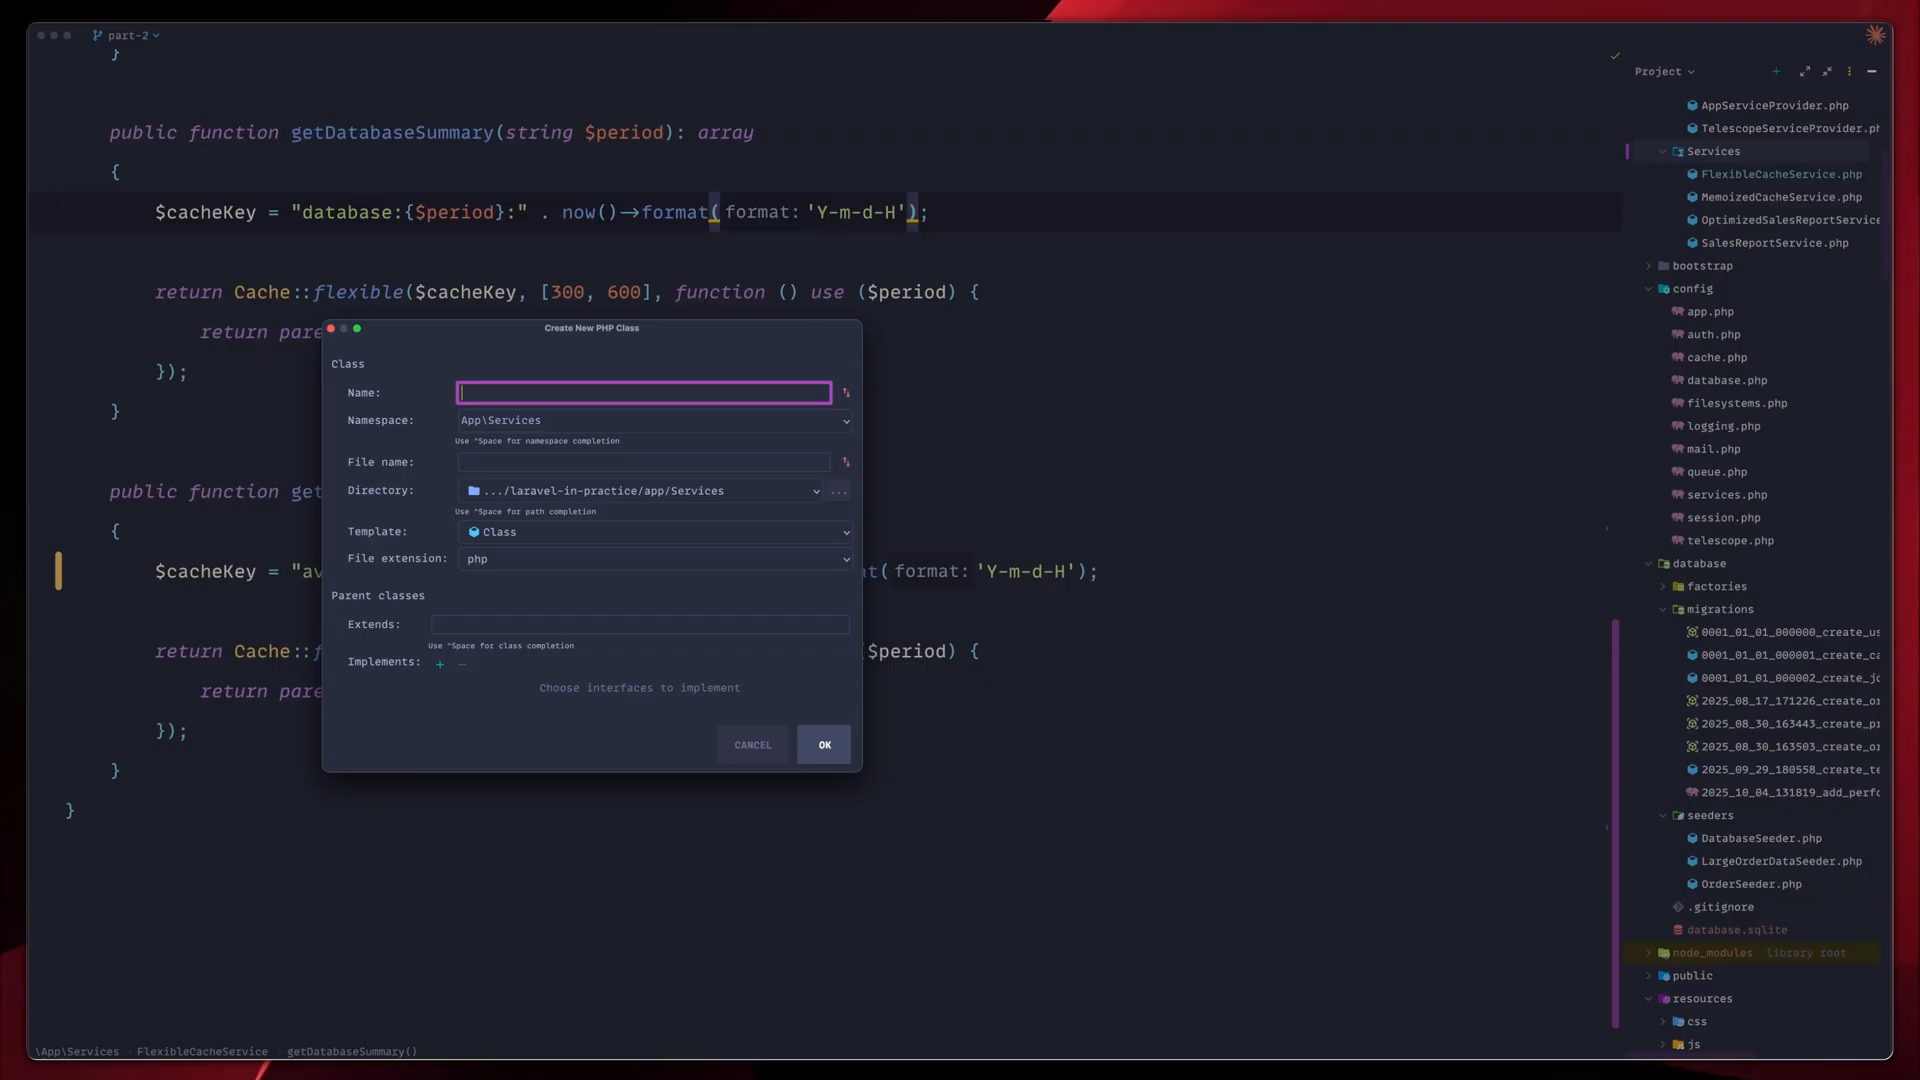 part-2
}
public function getDatabaseSummary(string $period): array
{
$cacheKey = "database:{$period}:" . now()->format( format: 'Y-m-d-H');
return Cache::flexible($cacheKey, [300, 600], function () use ($period) {
return pare
});
}
public function get
{
$cacheKey = "av
t( format: 'Y-m-d-H');
return Cache::f
($period) {
return pare
});
}
}
Create New PHP Class
Class
Name:
Namespace: App\Services
Use ⌃Space for namespace completion
File name:
Directory: .../laravel-in-practice/app/Services ...
Use ⌃Space for path completion
Template: Class
File extension: php
Parent classes
Extends:
Use ⌃Space for class completion
Implements: + −
Choose interfaces to implement
CANCEL OK
Project
AppServiceProvider.php
TelescopeServiceProvider.ph
Services
FlexibleCacheService.php
MemoizedCacheService.php
OptimizedSalesReportService
SalesReportService.php
bootstrap
config
app.php
auth.php
cache.php
database.php
filesystems.php
logging.php
mail.php
queue.php
services.php
session.php
telescope.php
database
factories
migrations
0001_01_01_000000_create_us
0001_01_01_000001_create_ca
0001_01_01_000002_create_jo
2025_08_17_171226_create_or
2025_08_30_163443_create_pr
2025_08_30_163503_create_or
2025_09_29_180558_create_te
2025_10_04_131819_add_perfo
seeders
DatabaseSeeder.php
LargeOrderDataSeeder.php
OrderSeeder.php
.gitignore
database.sqlite
node_modules library root
public
resources
css
js
\App\Services FlexibleCacheService getDatabaseSummary()